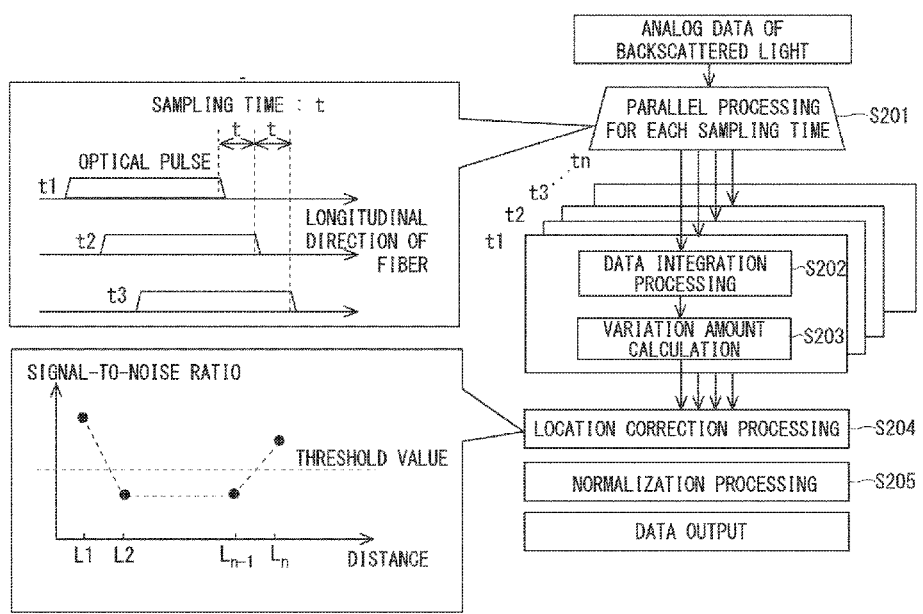 ANALOG DATA OF
BACKSCATTERED LIGHT
PARALLEL PROCESSING
FOR EACH SAMPLING TIME
S201
SAMPLING TIME : t
t t
OPTICAL PULSE
t1
LONGITUDINAL
DIRECTION OF
FIBER
t2
t3
tn
...
t3
t2
t1
DATA INTEGRATION
PROCESSING
S202
VARIATION AMOUNT
CALCULATION
S203
SIGNAL-TO-NOISE RATIO
THRESHOLD VALUE
L1 L2 Ln-1 Ln
DISTANCE
LOCATION CORRECTION PROCESSING
S204
NORMALIZATION PROCESSING
S205
DATA OUTPUT